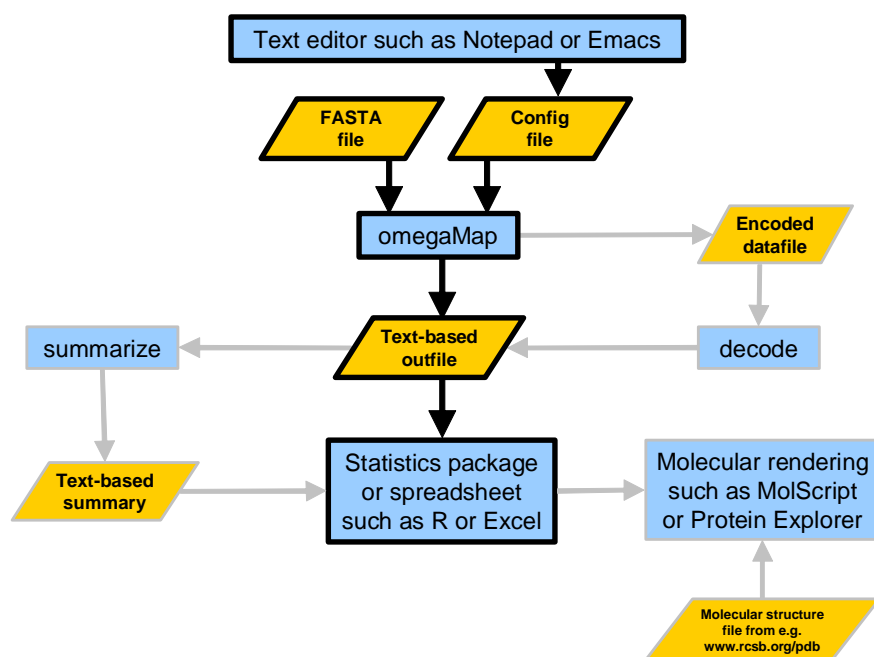 Text editor such as Notepad or Emacs
FASTA
file
Config
file
omegaMap
Encoded
datafile
summarize
Text-based
outfile
decode
Text-based
summary
Statistics package
or spreadsheet
such as R or Excel
Molecular rendering
such as MolScript
or Protein Explorer
Molecular structure
file from e.g.
www.rcsb.org/pdb